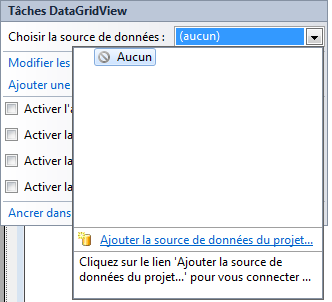 Tâches DataGridView
Choisir la source de données : (aucun)
Aucun
Modifier les
Ajouter une
Activer l'a
Activer la
Activer la
Activer la
Ancrer dans
Ajouter la source de données du projet...
Cliquez sur le lien 'Ajouter la source de
données du projet...' pour vous connecter ...